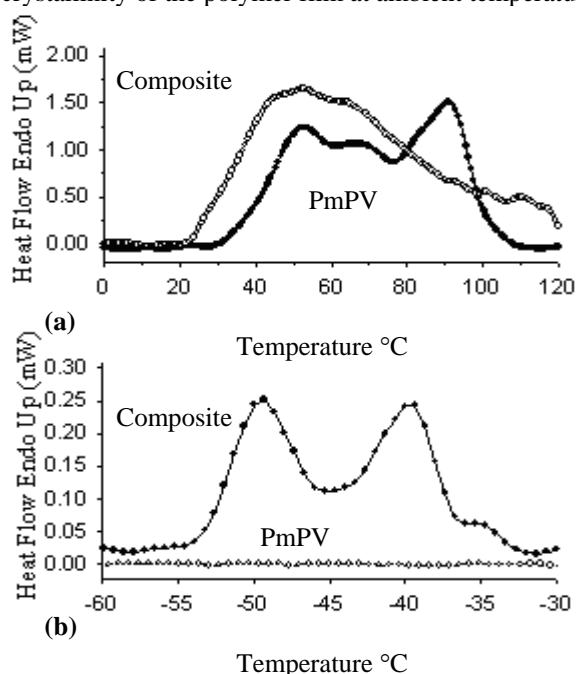 crystallinity of the polymer film at ambient temperatu
(a)
Heat Flow Endo Up (mW)
2.00
1.50
1.00
0.50
0.00
Composite
PmPV
0 20 40 60 80 100 120
Temperature °C
(b)
Heat Flow Endo Up (mW)
0.30
0.25
0.20
0.15
0.10
0.05
0.00
Composite
PmPV
-60 -55 -50 -45 -40 -35 -30
Temperature °C